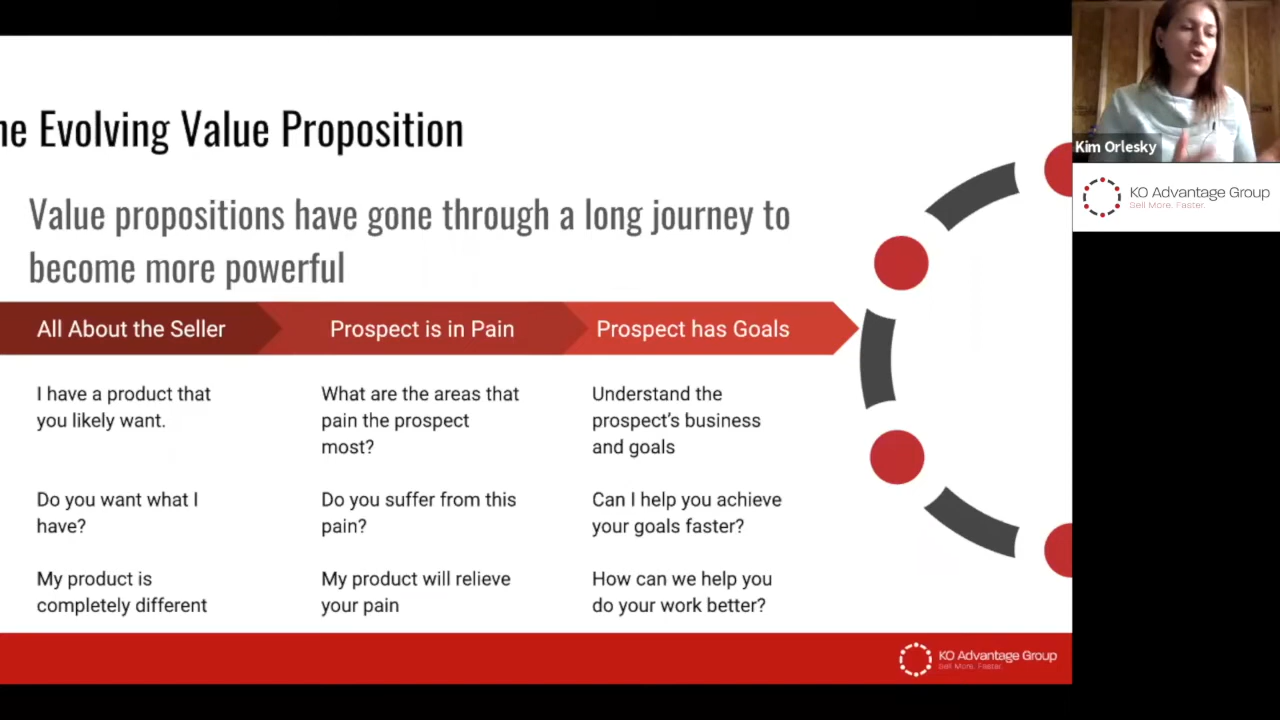 ne Evolving Value Proposition
Value propositions have gone through a long journey to
become more powerful
All About the Seller
Prospect is in Pain
Prospect has Goals
I have a product that
you likely want.
Do you want what I
have?
My product is
completely different
What are the areas that
pain the prospect
most?
Do you suffer from this
pain?
My product will relieve
your pain
Understand the
prospect's business
and goals
Can I help you achieve
your goals faster?
How can we help you
do your work better?
KO Advantage Group
Sell More. Faster.
Kim Orlesky
KO Advantage Group
Sell More. Faster.